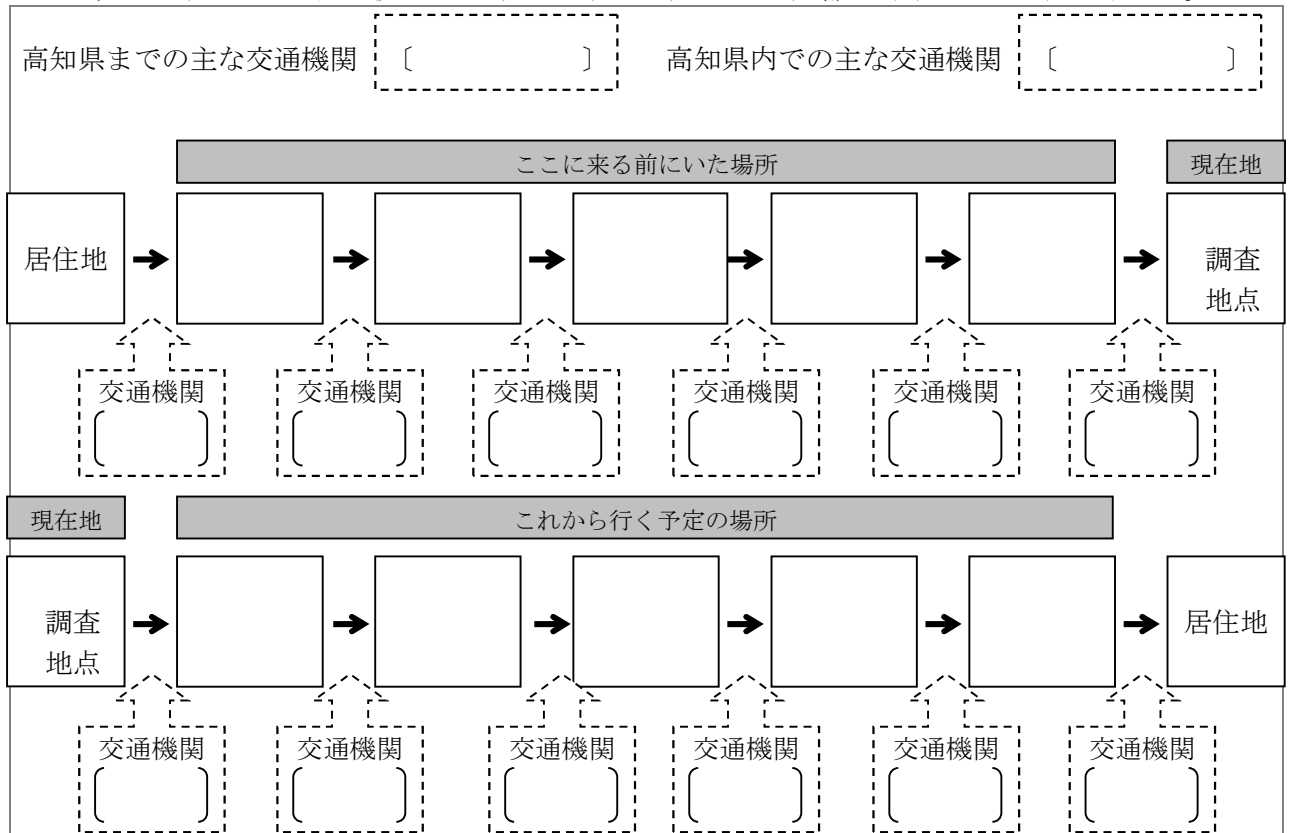 高知県までの主な交通機関 〔 〕 高知県内での主な交通機関 〔 〕
ここに来る前にいた場所 現在地
居住地 調査
地点
交通機関 交通機関 交通機関 交通機関 交通機関 交通機関
現在地 これから行く予定の場所
調査
地点 居住地
交通機関 交通機関 交通機関 交通機関 交通機関 交通機関